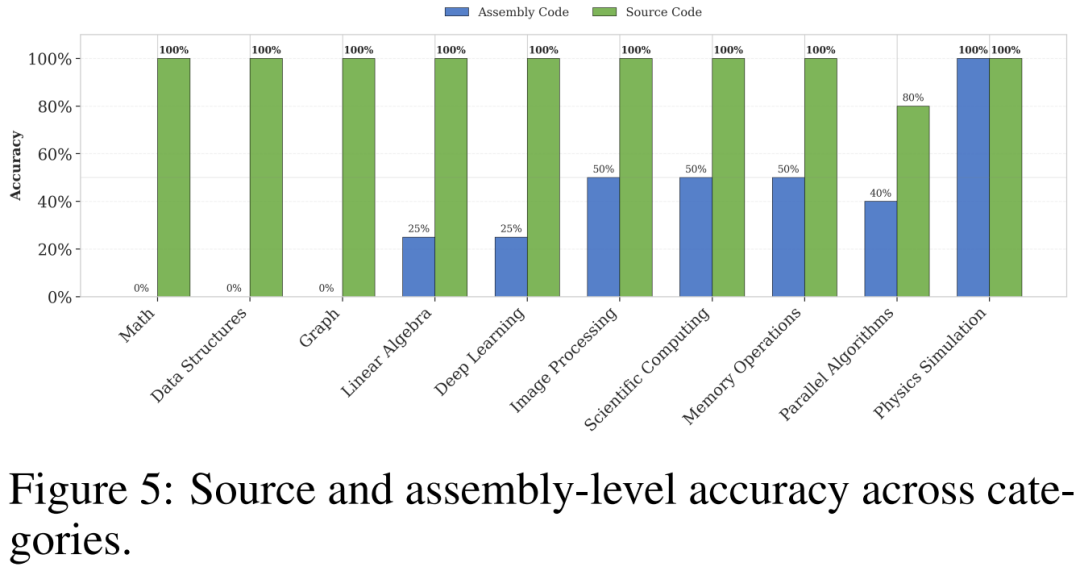 Assembly Code Source Code
100% 100% 100% 100% 100% 100% 100% 100% 100% 100%
100%
80%
80%
60%
50% 50% 50%
40%
40%
25% 25%
20%
0% 0% 0%
0%
Accuracy
Math
Data Structures
Graph
Linear Algebra
Deep Learning
Image Processing
Scientific Computing
Memory Operations
Parallel Algorithms
Physics Simulation
Figure 5: Source and assembly-level accuracy across cate-
gories.